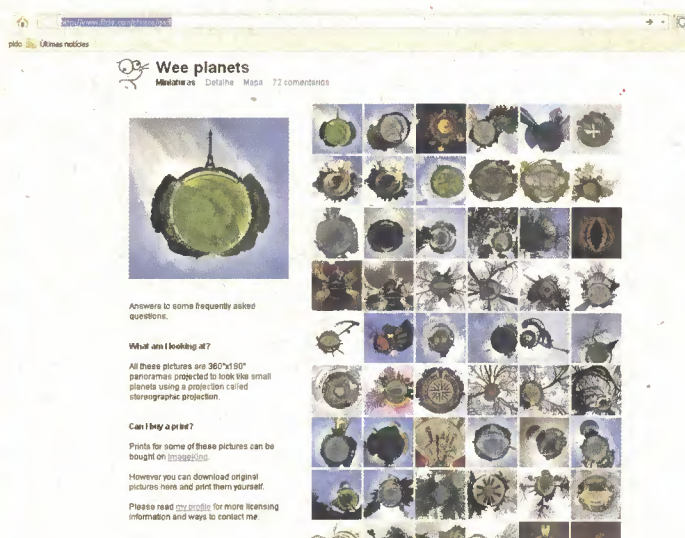 pido
Últimas notícias
Wee planets
Miniaturas Detalhe Mapa 72 comentários
Answers to some frequently asked
questions.
What am I looking at?
All these pictures are 360°x180°
panoramas projected to look like small
planets using a projection called
stereographic projection.
Can I buy a print?
Prints for some of these pictures can be
bought on ImageKind.
However you can download original
pictures here and print them yourself.
Please read my profile for more licensing
information and ways to contact me.